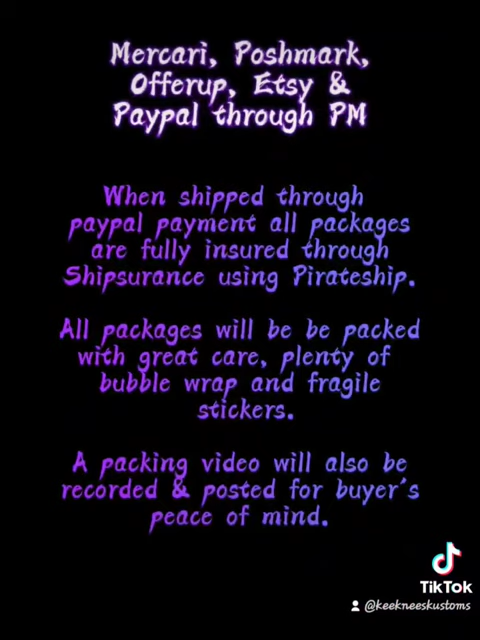 Mercari, Poshmark,
Offerup, Etsy &
Paypal through PM
When shipped through
paypal payment all packages
are fully insured through
Shipsurance using Pirateship.
All packages will be be packed
with great care, plenty of
bubble wrap and fragile
stickers.
A packing video will also be
recorded & posted for buyer's
peace of mind.
TikTok
@keekneeskustoms